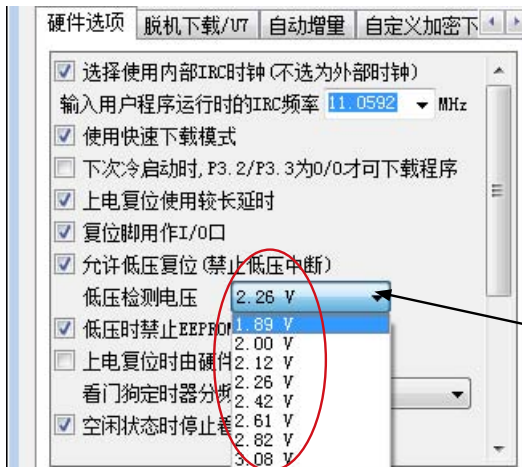 硬件选项 脱机下载/U7 自动增量 自定义加密下
选择使用内部IRC时钟(不选为外部时钟)
输入用户程序运行时的IRC频率 11.0592 MHz
使用快速下载模式
下次冷启动时,P3.2/P3.3为0/0才可下载程序
上电复位使用较长延时
复位脚用作I/O口
允许低压复位(禁止低压中断)
低压检测电压 2.26 V
低压时禁止EEPROM
1.89 V
2.00 V
上电复位时由硬件
2.12 V
2.26 V
看门狗定时器分频
2.42 V
空闲状态时停止看
2.61 V
2.82 V
3.08 V